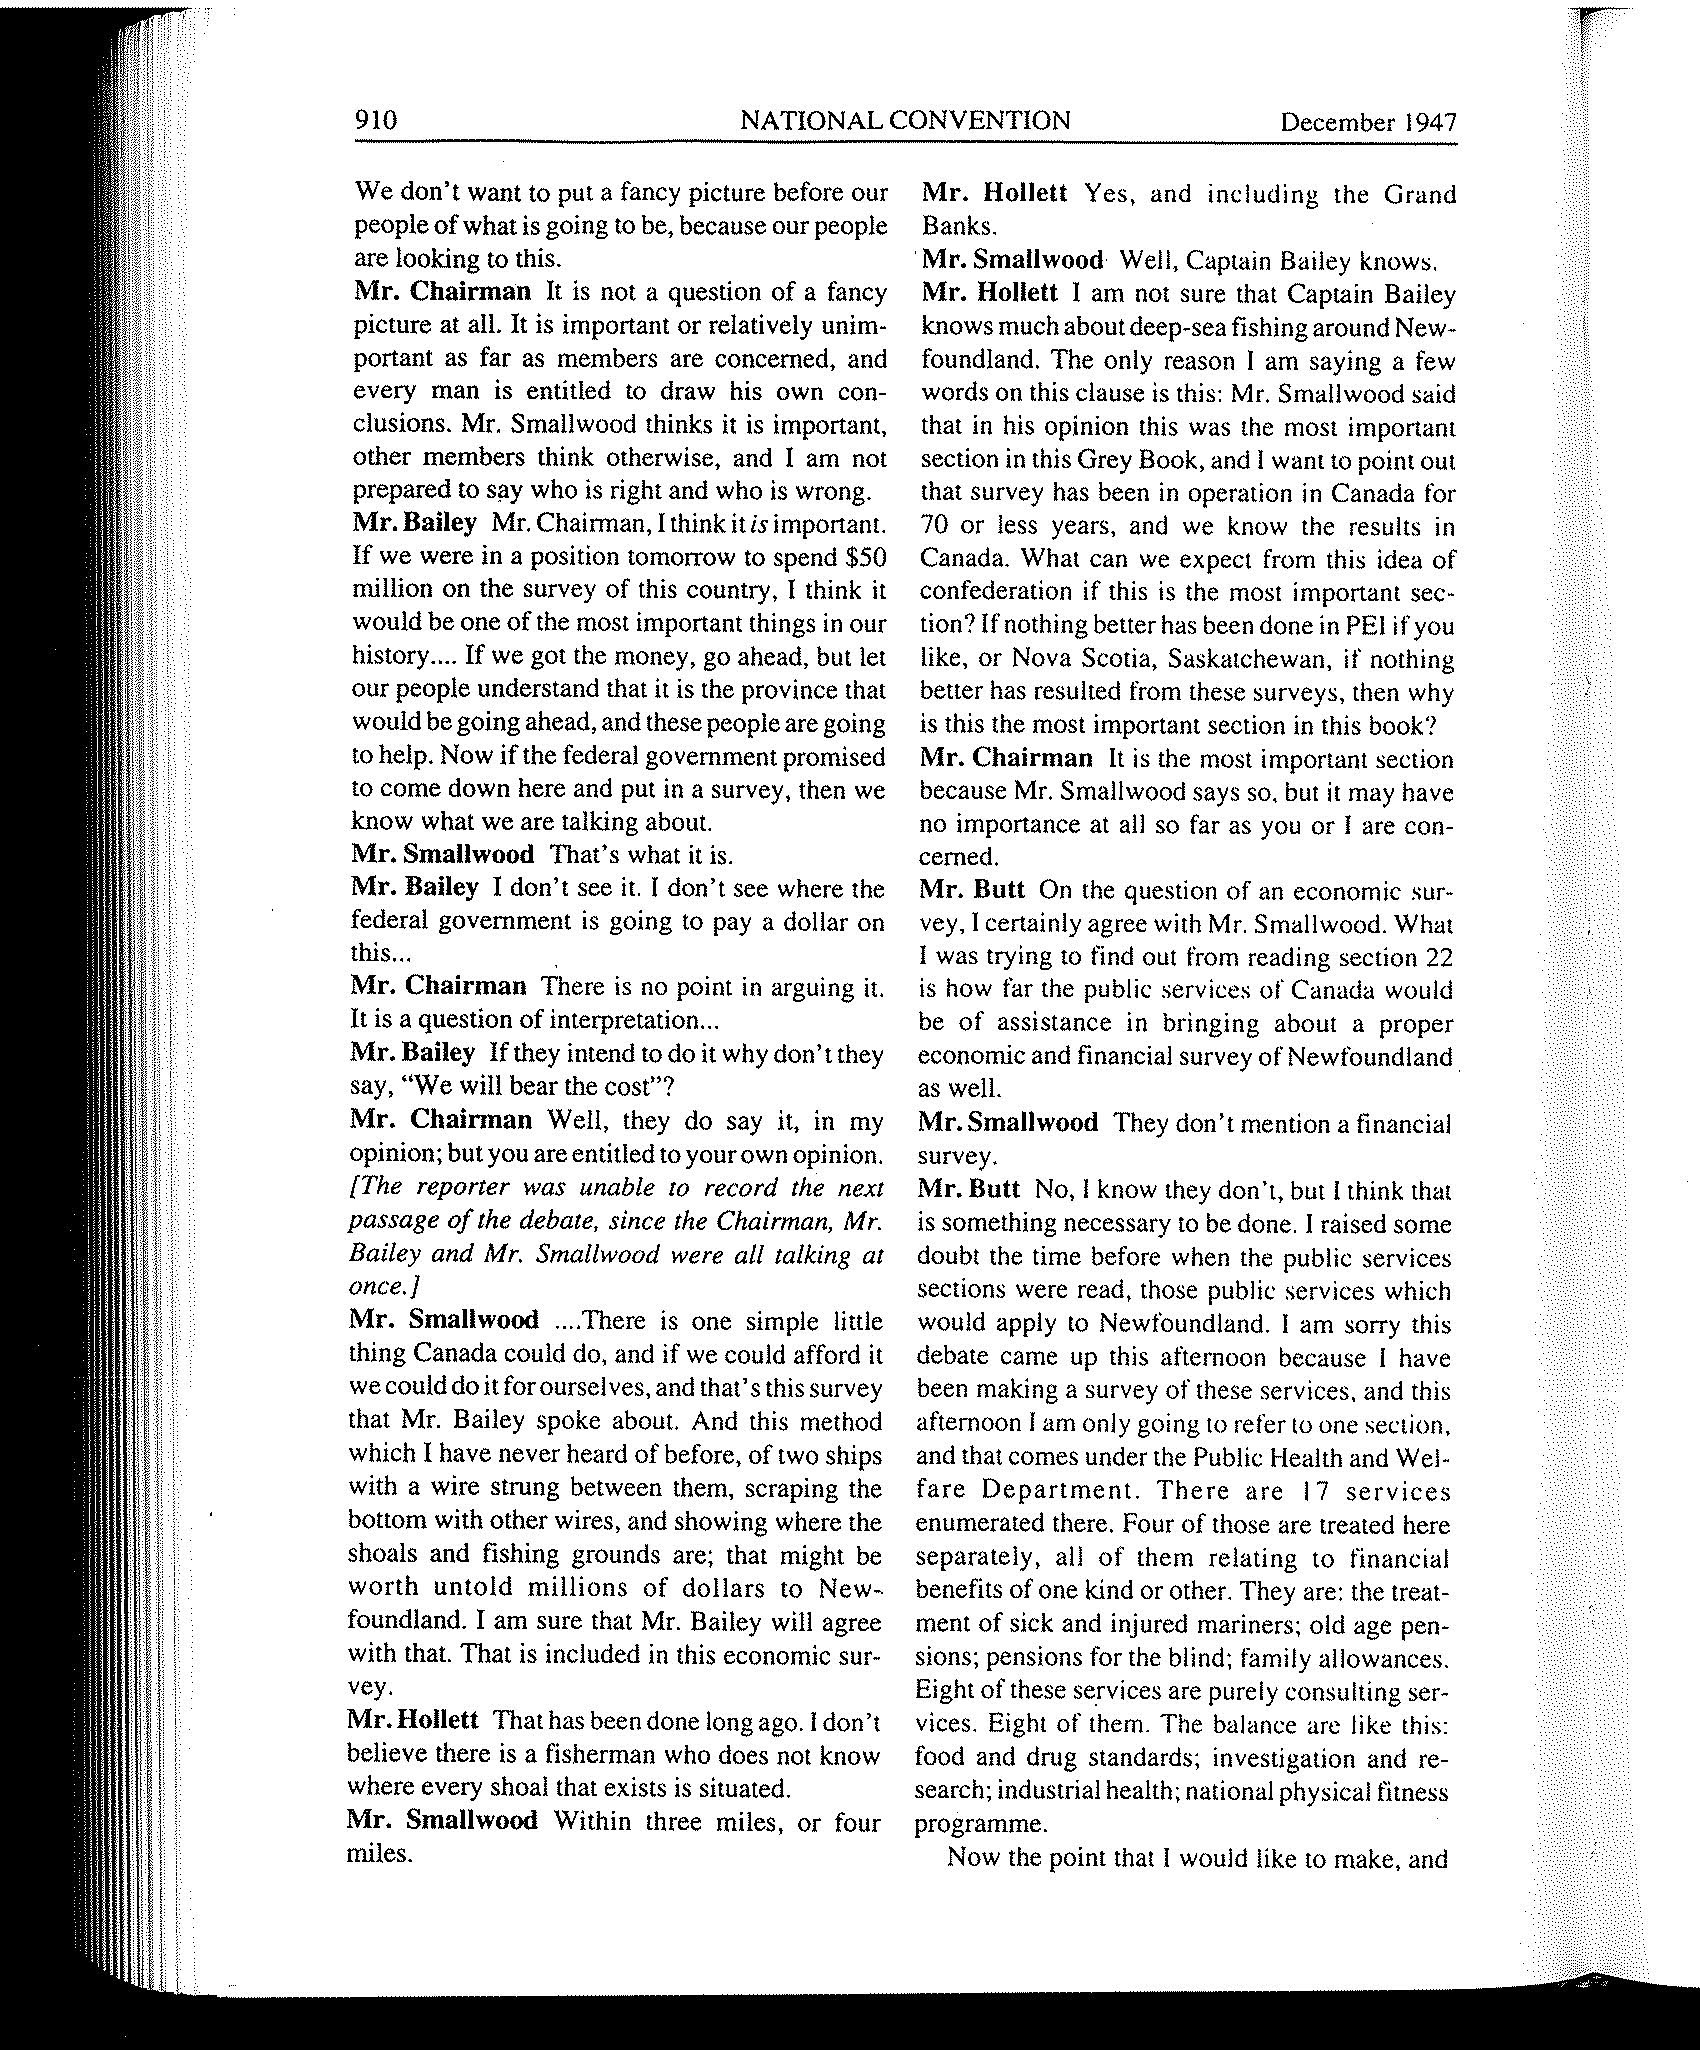 910 NATIONAL CONVENTION December 1947
We don't want to put a fancy picture before our
people of what is going to be, because our people
are looking to this.
Mr. Chairman It is not a question of a fancy
picture at all. It is important or relatively unim-
portant as far as members are concerned, and
every man is entitled to draw his own con-
clusions. Mr. Smallwood thinks it is important,
other members think otherwise, and I am not
prepared to say who is right and who is wrong.
Mr. Bailey Mr. Chairman, I think it is important.
If we were in a position tomorrow to spend $50
million on the survey of this country, I think it
would be one of the most important things in our
history.... If we got the money, go ahead, but let
our people understand that it is the province that
would be going ahead, and these people are going
to help. Now if the federal government promised
to come down here and put in a survey, then we
know what we are talking about.
Mr. Smallwood That's what it is.
Mr. Bailey I don't see it. I don't see where the
federal government is going to pay a dollar on
this...
Mr. Chairman There is no point in arguing it.
It is a question of interpretation...
Mr. Bailey If they intend to do it why don't they
say, "We will bear the cost"?
Mr. Chairman Well, they do say it, in my
opinion; but you are entitled to your own opinion.
[The reporter was unable to record the next
passage of the debate, since the Chairman, Mr.
Bailey and Mr. Smallwood were all talking at
once.]
Mr. Smallwood ....There is one simple little
thing Canada could do, and if we could afford it
we could do it for ourselves, and that's this survey
that Mr. Bailey spoke about. And this method
which I have never heard of before, of two ships
with a wire strung between them, scraping the
bottom with other wires, and showing where the
shoals and fishing grounds are; that might be
worth untold millions of dollars to New-
foundland. I am sure that Mr. Bailey will agree
with that. That is included in this economic sur-
vey.
Mr. Hollett That has been done long ago. I don't
believe there is a fisherman who does not know
where every shoal that exists is situated.
Mr. Smallwood Within three miles, or four
miles.
Mr. Hollett Yes, and including the Grand
Banks.
Mr. Smallwood Well, Captain Bailey knows.
Mr. Hollett I am not sure that Captain Bailey
knows much about deep-sea fishing around New-
foundland. The only reason I am saying a few
words on this clause is this: Mr. Smallwood said
that in his opinion this was the most important
section in this Grey Book, and I want to point out
that survey has been in operation in Canada for
70 or less years, and we know the results in
Canada. What can we expect from this idea of
confederation if this is the most important sec-
tion? If nothing better has been done in PEI if you
like, or Nova Scotia, Saskatchewan, if nothing
better has resulted from these surveys, then why
is this the most important section in this book?
Mr. Chairman It is the most important section
because Mr. Smallwood says so, but it may have
no importance at all so far as you or I are con-
cerned.
Mr. Butt On the question of an economic sur-
vey, I certainly agree with Mr. Smallwood. What
I was trying to find out from reading section 22
is how far the public services of Canada would
be of assistance in bringing about a proper
economic and financial survey of Newfoundland
as well.
Mr. Smallwood They don't mention a financial
survey.
Mr. Butt No, I know they don't, but I think that
is something necessary to be done. I raised some
doubt the time before when the public services
sections were read, those public services which
would apply to Newfoundland. I am sorry this
debate came up this afternoon because I have
been making a survey of these services, and this
afternoon I am only going to refer to one section,
and that comes under the Public Health and Wel-
fare Department. There are 17 services
enumerated there. Four of those are treated here
separately, all of them relating to financial
benefits of one kind or other. They are: the treat-
ment of sick and injured mariners; old age pen-
sions; pensions for the blind; family allowances.
Eight of these services are purely consulting ser-
vices. Eight of them. The balance are like this:
food and drug standards; investigation and re-
search; industrial health; national physical fitness
programme.
Now the point that I would like to make, and